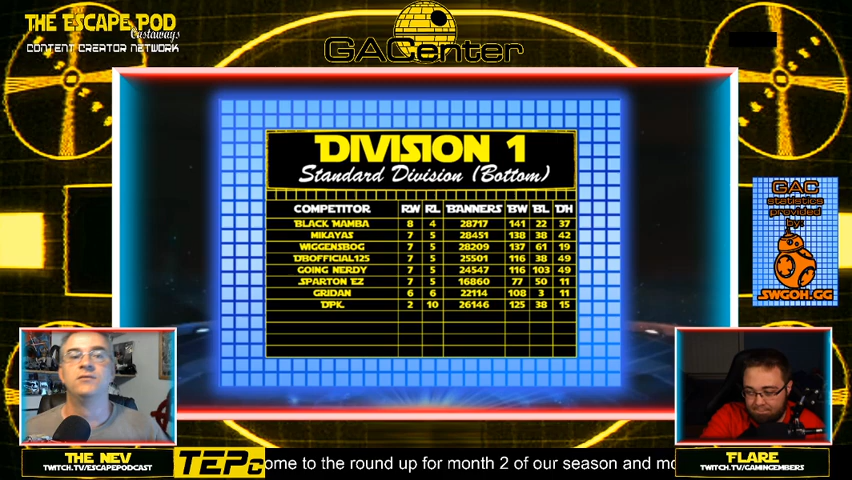 THE ESCAPE POD
Castaways
CONTENT CREATOR NETWORK
GACenter
DIVISION 1
Standard Division (Bottom)
COMPETITOR RW RL BANNERS BW BL DH
BLACK MAMBA 8 4 28717 141 22 37
MIKAYAS 7 5 28451 138 38 42
WIGGENSBOG 7 5 28209 137 61 19
DBOFFICIAL125 7 5 25501 116 38 49
GOING NERDY 7 5 24547 116 103 49
SPARTON EZ 7 5 16860 77 50 11
GRIDAN 6 6 22114 108 3 11
DPK. 2 10 26146 125 38 15
GAC
statistics
provided
by:
SWGOH.GG
THE NEV
TWITCH.TV/ESCAPEPODCAST
TEPC
ome to the round up for month 2 of our season and mo
FLARE
TWITCH.TV/GAMINGEMBERS